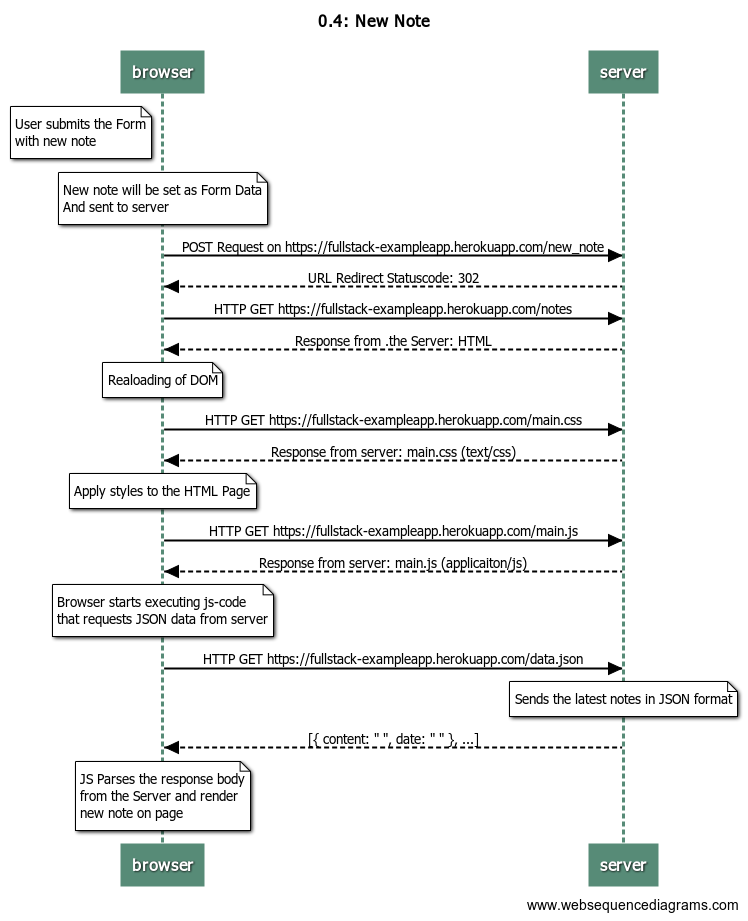 0.4: New Note
browser
server
User submits the Form
with new note
New note will be set as Form Data
And sent to server
POST Request on https://fullstack-exampleapp.herokuapp.com/new_note
URL Redirect Statuscode: 302
HTTP GET https://fullstack-exampleapp.herokuapp.com/notes
Response from .the Server: HTML
Realoading of DOM
HTTP GET https://fullstack-exampleapp.herokuapp.com/main.css
Response from server: main.css (text/css)
Apply styles to the HTML Page
HTTP GET https://fullstack-exampleapp.herokuapp.com/main.js
Response from server: main.js (applicaiton/js)
Browser starts executing js-code
that requests JSON data from server
HTTP GET https://fullstack-exampleapp.herokuapp.com/data.json
Sends the latest notes in JSON format
[{ content: " ", date: " " }, ...]
JS Parses the response body
from the Server and render
new note on page
browser
server
www.websequencediagrams.com